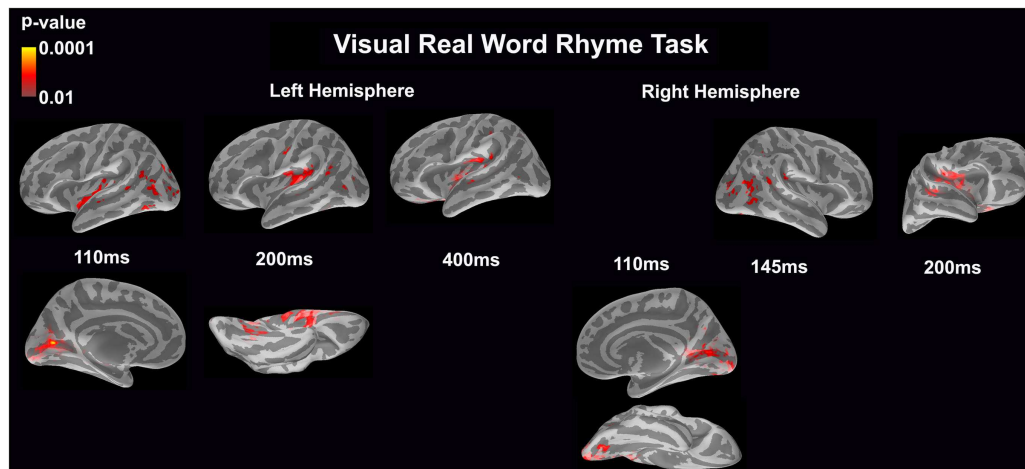 p-value
0.0001
0.01
Visual Real Word Rhyme Task
Left Hemisphere
Right Hemisphere
110ms
200ms
400ms
110ms
145ms
200ms